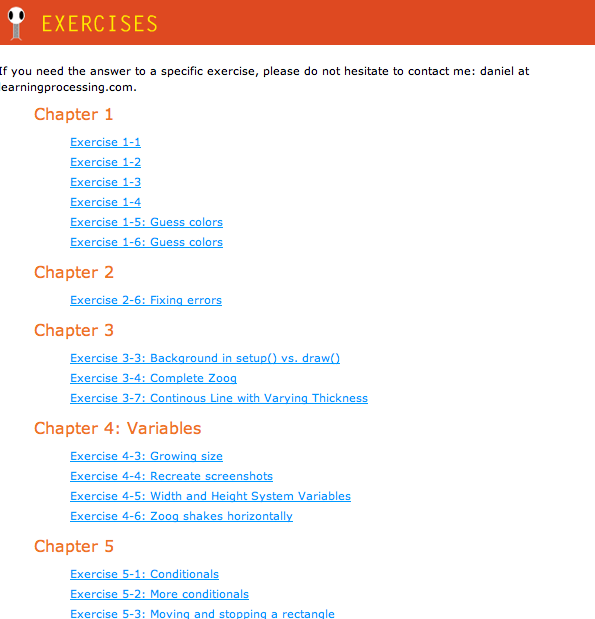 EXERCISES
If you need the answer to a specific exercise, please do not hesitate to contact me: daniel at
learningprocessing.com.
Chapter 1
Exercise 1-1
Exercise 1-2
Exercise 1-3
Exercise 1-4
Exercise 1-5: Guess colors
Exercise 1-6: Guess colors
Chapter 2
Exercise 2-6: Fixing errors
Chapter 3
Exercise 3-3: Background in setup() vs. draw()
Exercise 3-4: Complete Zoog
Exercise 3-7: Continous Line with Varying Thickness
Chapter 4: Variables
Exercise 4-3: Growing size
Exercise 4-4: Recreate screenshots
Exercise 4-5: Width and Height System Variables
Exercise 4-6: Zoog shakes horizontally
Chapter 5
Exercise 5-1: Conditionals
Exercise 5-2: More conditionals
Exercise 5-3: Moving and stopping a rectangle